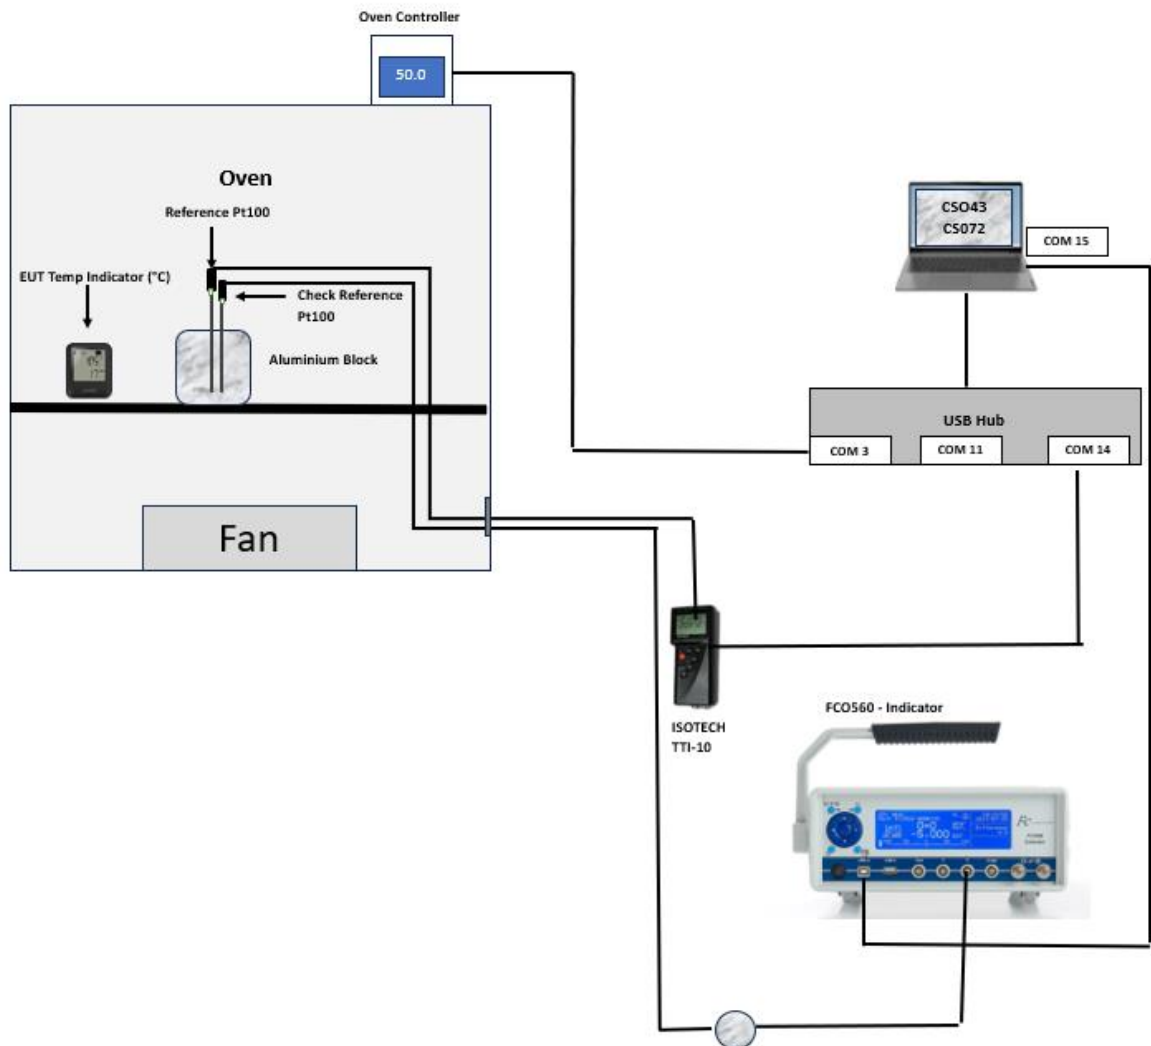 Oven Controller
50.0
Oven
Reference Pt100
EUT Temp Indicator (°C)
Check Reference
Pt100
Aluminium Block
Fan
CSO43
CS072
COM 15
USB Hub
COM 3
COM 11
COM 14
ISOTECH
TTI-10
FCO560 - Indicator